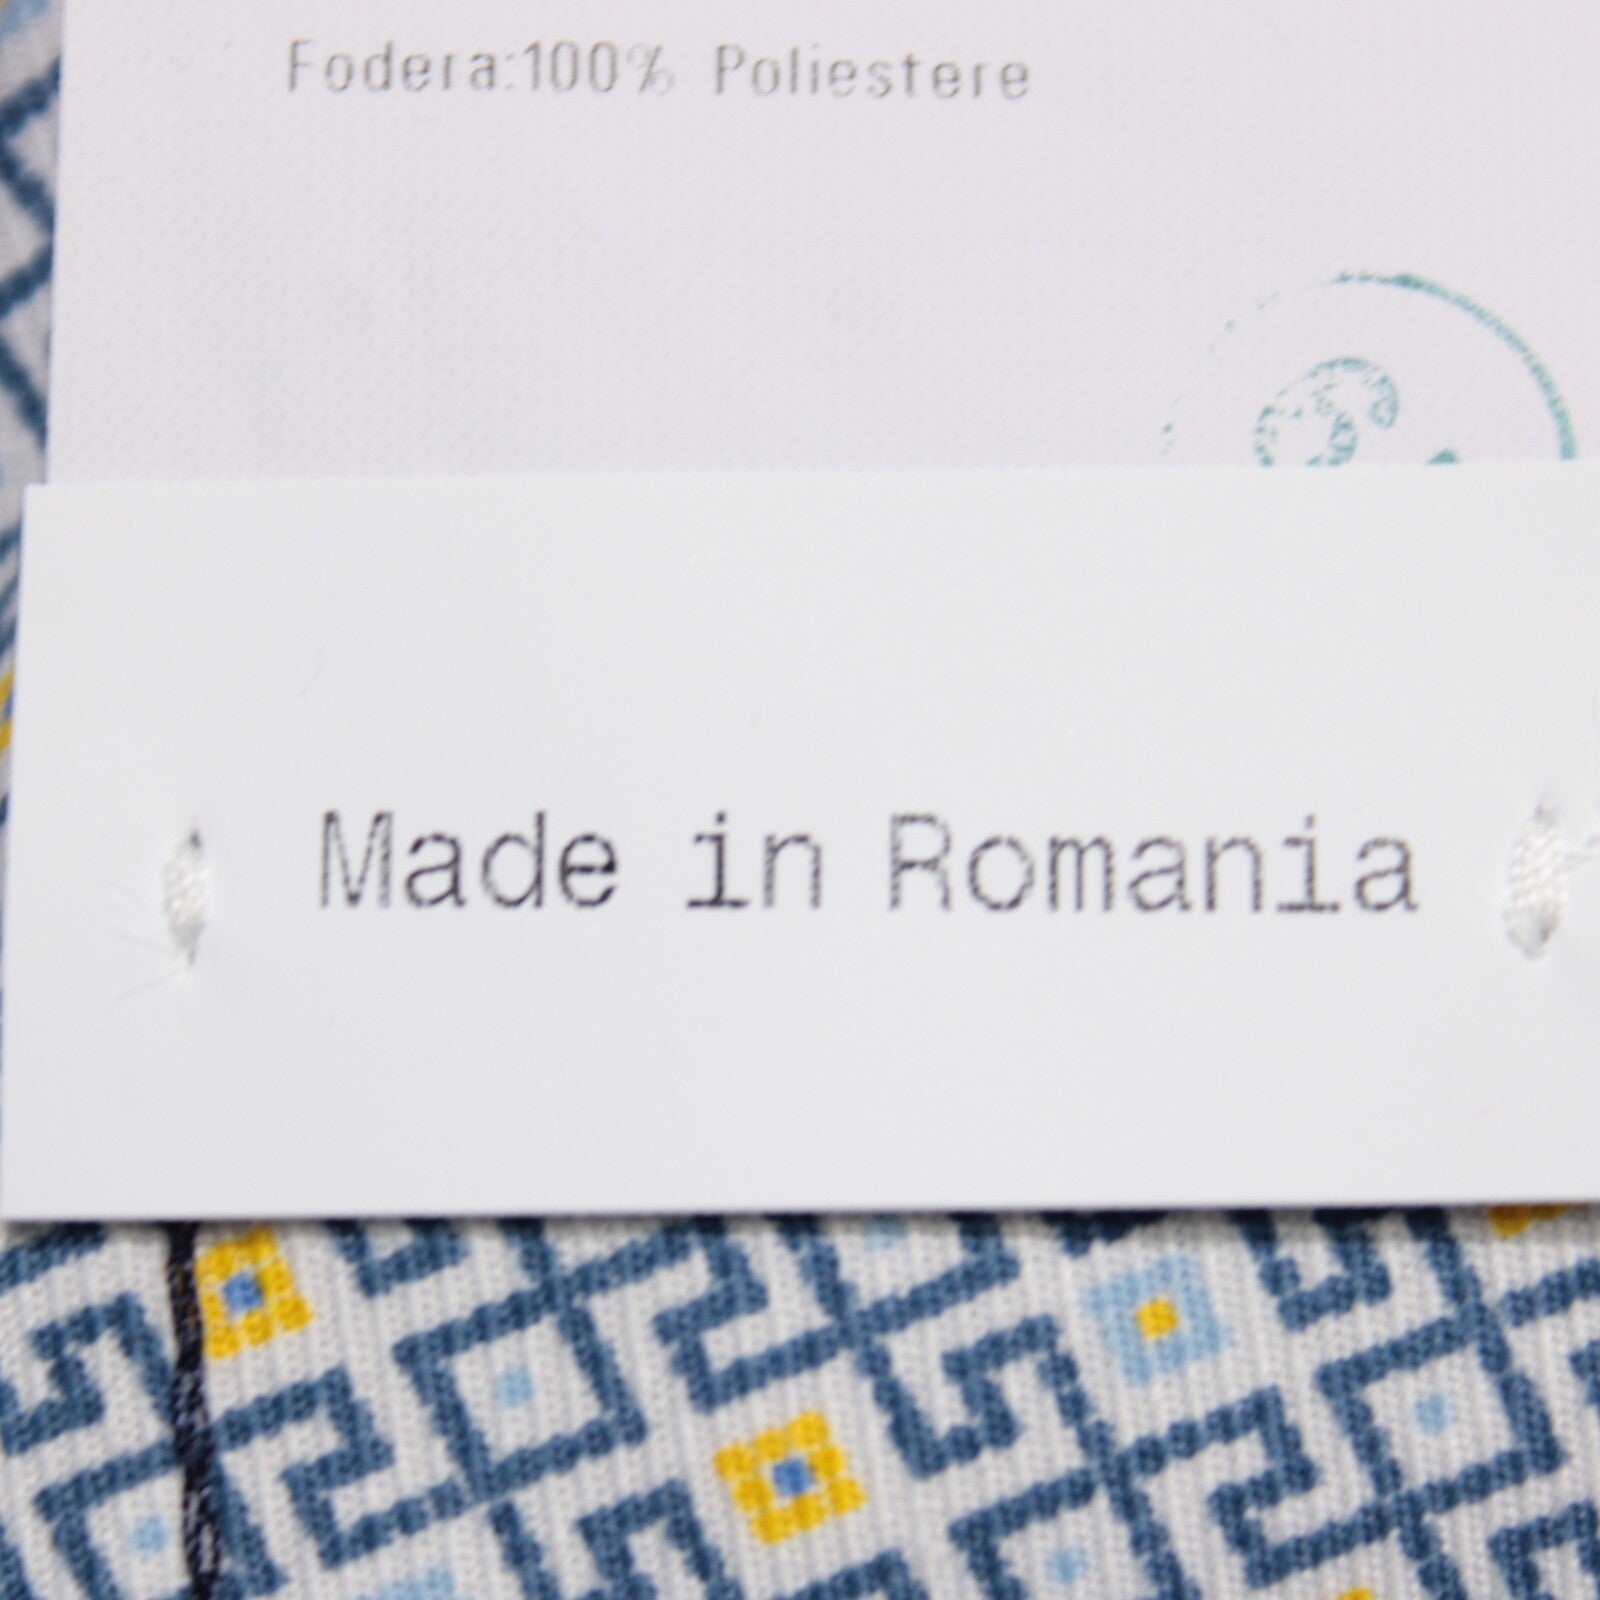 Fodera:100% Poliestere
Made in Romania